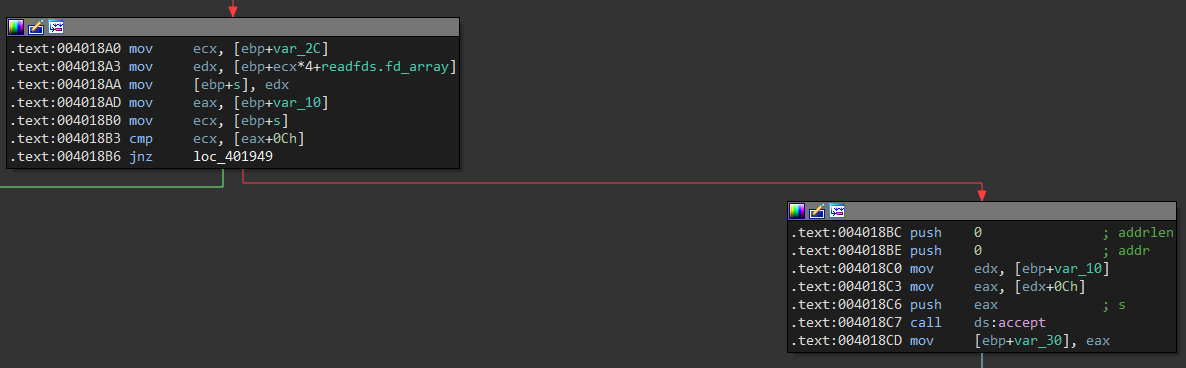 .text:004018A0 mov ecx, [ebp+var_2C]
.text:004018A3 mov edx, [ebp+ecx*4+readfds.fd_array]
.text:004018AA mov [ebp+s], edx
.text:004018AD mov eax, [ebp+var_10]
.text:004018B0 mov ecx, [ebp+s]
.text:004018B3 cmp ecx, [eax+0Ch]
.text:004018B6 jnz loc_401949
.text:004018BC push 0 ; addrlen
.text:004018BE push 0 ; addr
.text:004018C0 mov edx, [ebp+var_10]
.text:004018C3 mov eax, [edx+0Ch]
.text:004018C6 push eax ; s
.text:004018C7 call ds:accept
.text:004018CD mov [ebp+var_30], eax